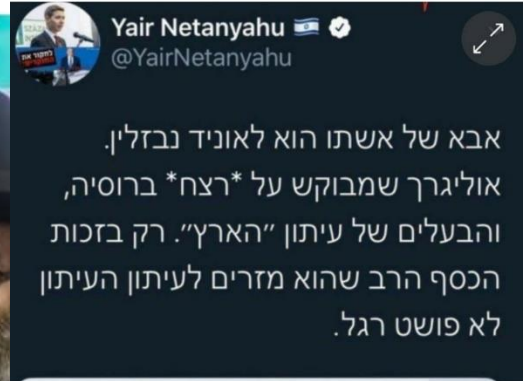 Yair Netanyahu 🇮🇱
@YairNetanyahu
אבא של אשתו הוא לאוניד נבזלין.
אוליגרך שמבוקש על *רצח* ברוסיה,
והבעלים של עיתון ״הארץ״. רק בזכות
הכסף הרב שהוא מזרים לעיתון העיתון
לא פושט רגל.